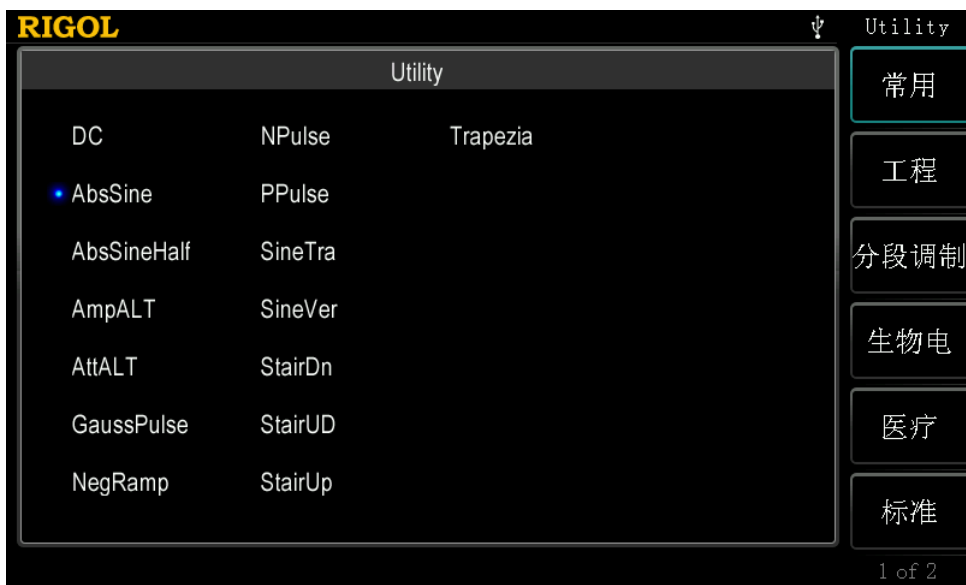 RIGOL
Utility
Utility
DC NPulse Trapezia
AbsSine PPulse
AbsSineHalf SineTra
AmpALT SineVer
AttALT StairDn
GaussPulse StairUD
NegRamp StairUp
常用
工程
分段调制
生物电
医疗
标准
1 of 2